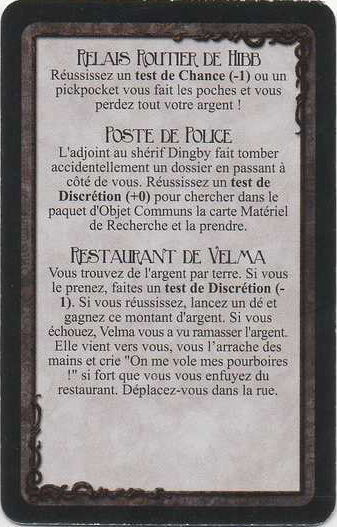 RELAIS ROUTIER DE HIBB
Réussissez un test de Chance (-1) ou un
pickpocket vous fait les poches et vous
perdez tout votre argent !
POSTE DE POLICE
L'adjoint au shérif Dingby fait tomber
accidentellement un dossier en passant à
côté de vous. Réussissez un test de
Discrétion (+0) pour chercher dans le
paquet d'Objet Communs la carte Matériel
de Recherche et la prendre.
RESTAURANT DE VELMA
Vous trouvez de l'argent par terre. Si vous
le prenez, faites un test de Discrétion (-
1). Si vous réussissez, lancez un dé et
gagnez ce montant d'argent. Si vous
échouez, Velma vous a vu ramasser l'argent.
Elle vient vers vous, vous l'arrache des
mains et crie "On me vole mes pourboires
!" si fort que vous vous enfuyez du
restaurant. Déplacez-vous dans la rue.